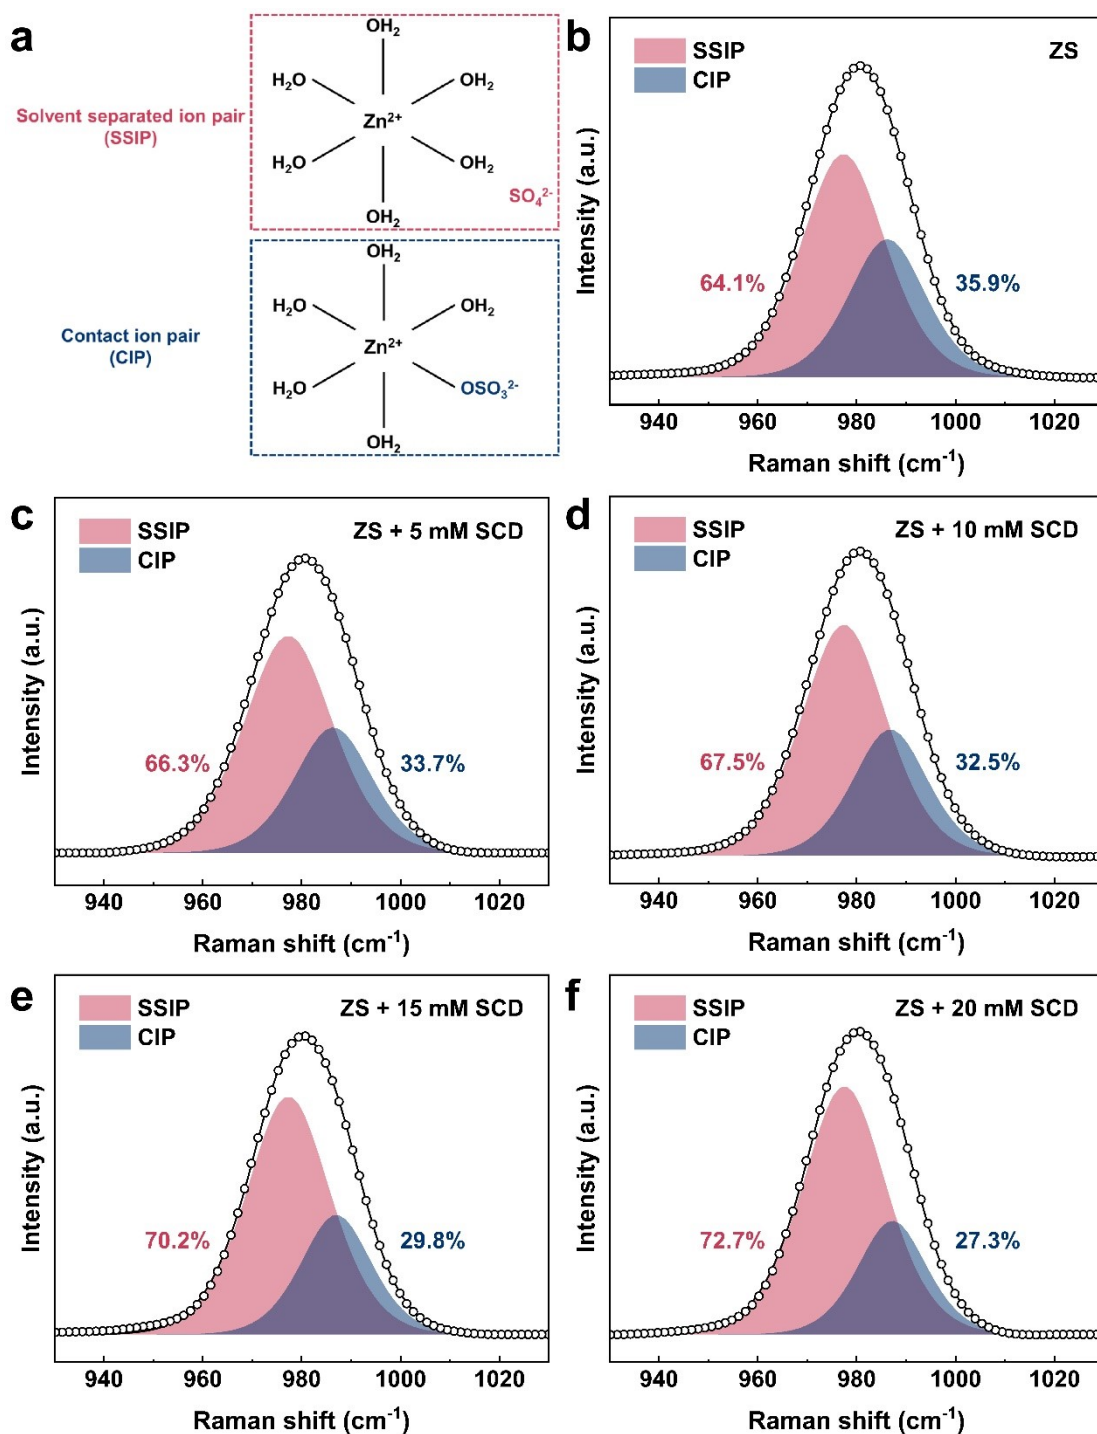 a
Solvent separated ion pair
(SSIP)
OH₂
H₂O
OH₂
Zn²⁺
H₂O
OH₂
OH₂
SO₄²⁻
Contact ion pair
(CIP)
OH₂
H₂O
OH₂
Zn²⁺
H₂O
OSO₃²⁻
OH₂
b
SSIP
CIP
ZS
64.1%
35.9%
Intensity (a.u.)
940 960 980 1000 1020
Raman shift (cm⁻¹)
c
SSIP
CIP
ZS + 5 mM SCD
66.3%
33.7%
Intensity (a.u.)
940 960 980 1000 1020
Raman shift (cm⁻¹)
d
SSIP
CIP
ZS + 10 mM SCD
67.5%
32.5%
Intensity (a.u.)
940 960 980 1000 1020
Raman shift (cm⁻¹)
e
SSIP
CIP
ZS + 15 mM SCD
70.2%
29.8%
Intensity (a.u.)
940 960 980 1000 1020
Raman shift (cm⁻¹)
f
SSIP
CIP
ZS + 20 mM SCD
72.7%
27.3%
Intensity (a.u.)
940 960 980 1000 1020
Raman shift (cm⁻¹)